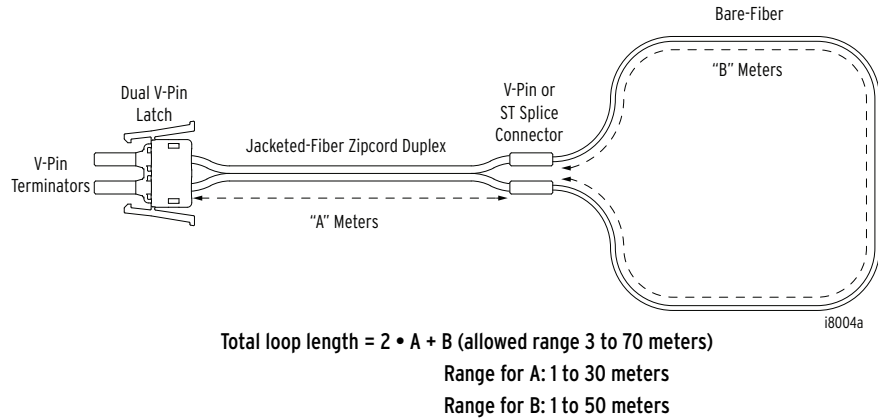 Bare-Fiber
"B" Meters
V-Pin or
ST Splice
Connector
Dual V-Pin
Latch
Jacketed-Fiber Zipcord Duplex
V-Pin
Terminators
"A" Meters
i8004a
Total loop length = 2 • A + B (allowed range 3 to 70 meters)
Range for A: 1 to 30 meters
Range for B: 1 to 50 meters